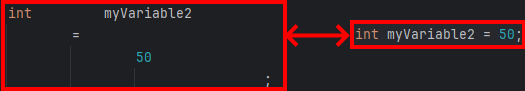 int myVariable2
=
50
;
int myVariable2 = 50;